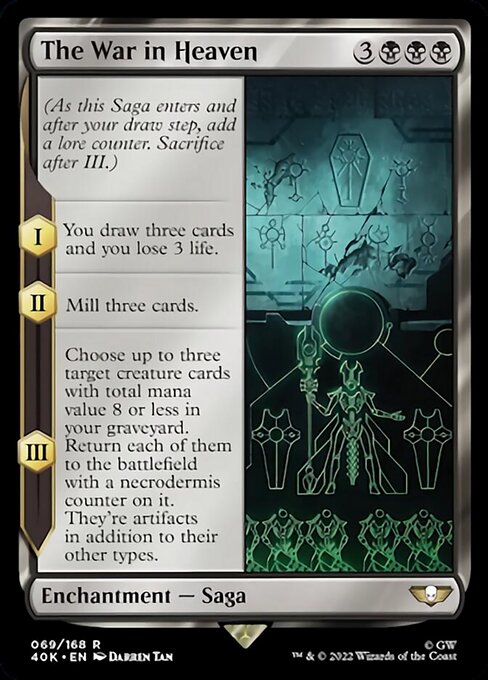 The War in Heaven 3
(As this Saga enters and
after your draw step, add
a lore counter. Sacrifice
after III.)
I
You draw three cards
and you lose 3 life.
II
Mill three cards.
III
Choose up to three
target creature cards
with total mana
value 8 or less in
your graveyard.
Return each of them
to the battlefield
with a necrodermis
counter on it.
They're artifacts
in addition to their
other types.
Enchantment — Saga
069/168 R
40K • EN Darren Tan
© GW
™ & © 2022 Wizards of the Coast